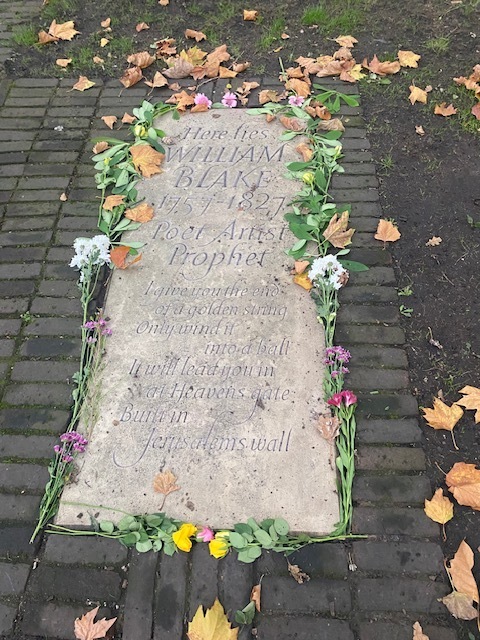 Here lies
WILLIAM
BLAKE
1757-1827
Poet Artist
Prophet
I give you the end
of a golden string
Only wind it
into a ball
It will lead you in
at Heavens gate
Built in
Jerusalems wall